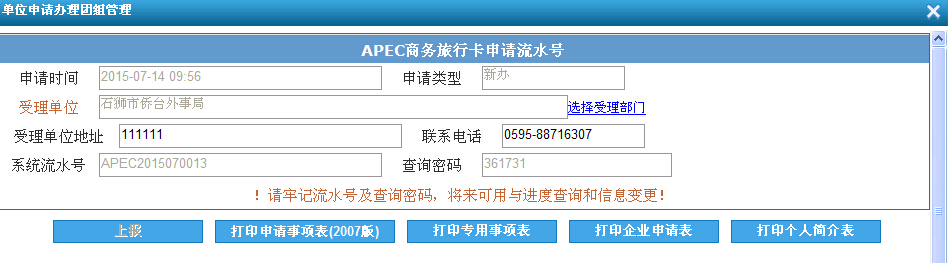 单位申请办理团组管理
APEC商务旅行卡申请流水号
申请时间 2015-07-14 09:56 申请类型 新办
受理单位 石狮市侨台外事局 选择受理部门
受理单位地址 111111 联系电话 0595-88716307
系统流水号 APEC2015070013 查询密码 361731
！请牢记流水号及查询密码，将来可用与进度查询和信息变更！
上报 打印申请事项表(2007版) 打印专用事项表 打印企业申请表 打印个人简介表